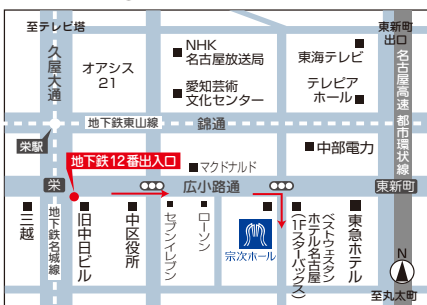 至テレビ塔
久屋大通
オアシス
21
NHK
名古屋放送局
愛知芸術
文化センター
東海テレビ
テレピア
ホール
東新町
出口
名古屋高速 都市環状線
地下鉄東山線
錦通
栄駅
中部電力
地下鉄12番出入口
マクドナルド
栄
広小路通
東新町
三越
地下鉄名城線
旧中日ビル
中区役所
セブンイレブン
ローソン
宗次ホール
ベストウェスタン
ホテル名古屋
(1Fスターバックス)
東急ホテル
N
至丸太町